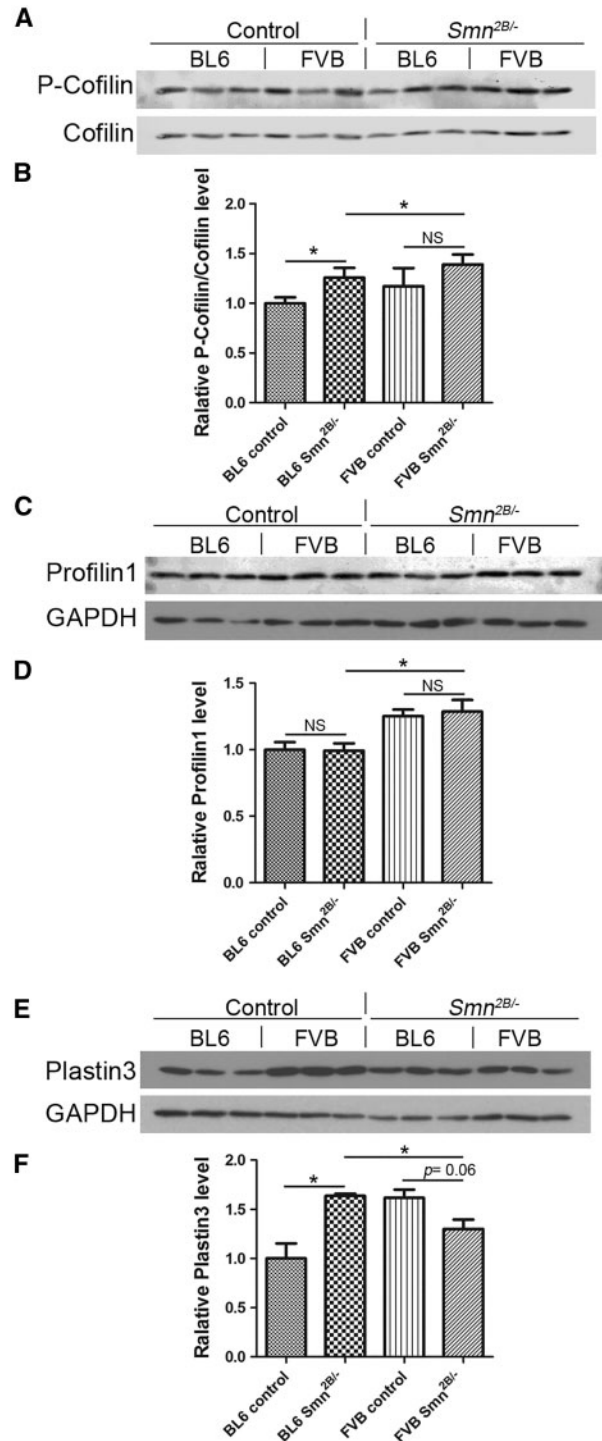 A
Control | Smn2B/-
BL6 | FVB | BL6 | FVB
P-Cofilin
Cofilin
B
Ralative P-Cofilin/Cofilin level
2.0
1.5
1.0
0.5
0.0
*
*
NS
BL6 control
BL6 Smn2B/-
FVB control
FVB Smn2B/-
C
Control | Smn2B/-
BL6 | FVB | BL6 | FVB
Profilin1
GAPDH
D
Ralative Profilin1 level
1.5
1.0
0.5
0.0
*
NS
NS
BL6 control
BL6 Smn2B/-
FVB control
FVB Smn2B/-
E
Control | Smn2B/-
BL6 | FVB | BL6 | FVB
Plastin3
GAPDH
F
Ralative Plastin3 level
2.0
1.5
1.0
0.5
0.0
*
*
p= 0.06
BL6 control
BL6 Smn2B/-
FVB control
FVB Smn2B/-